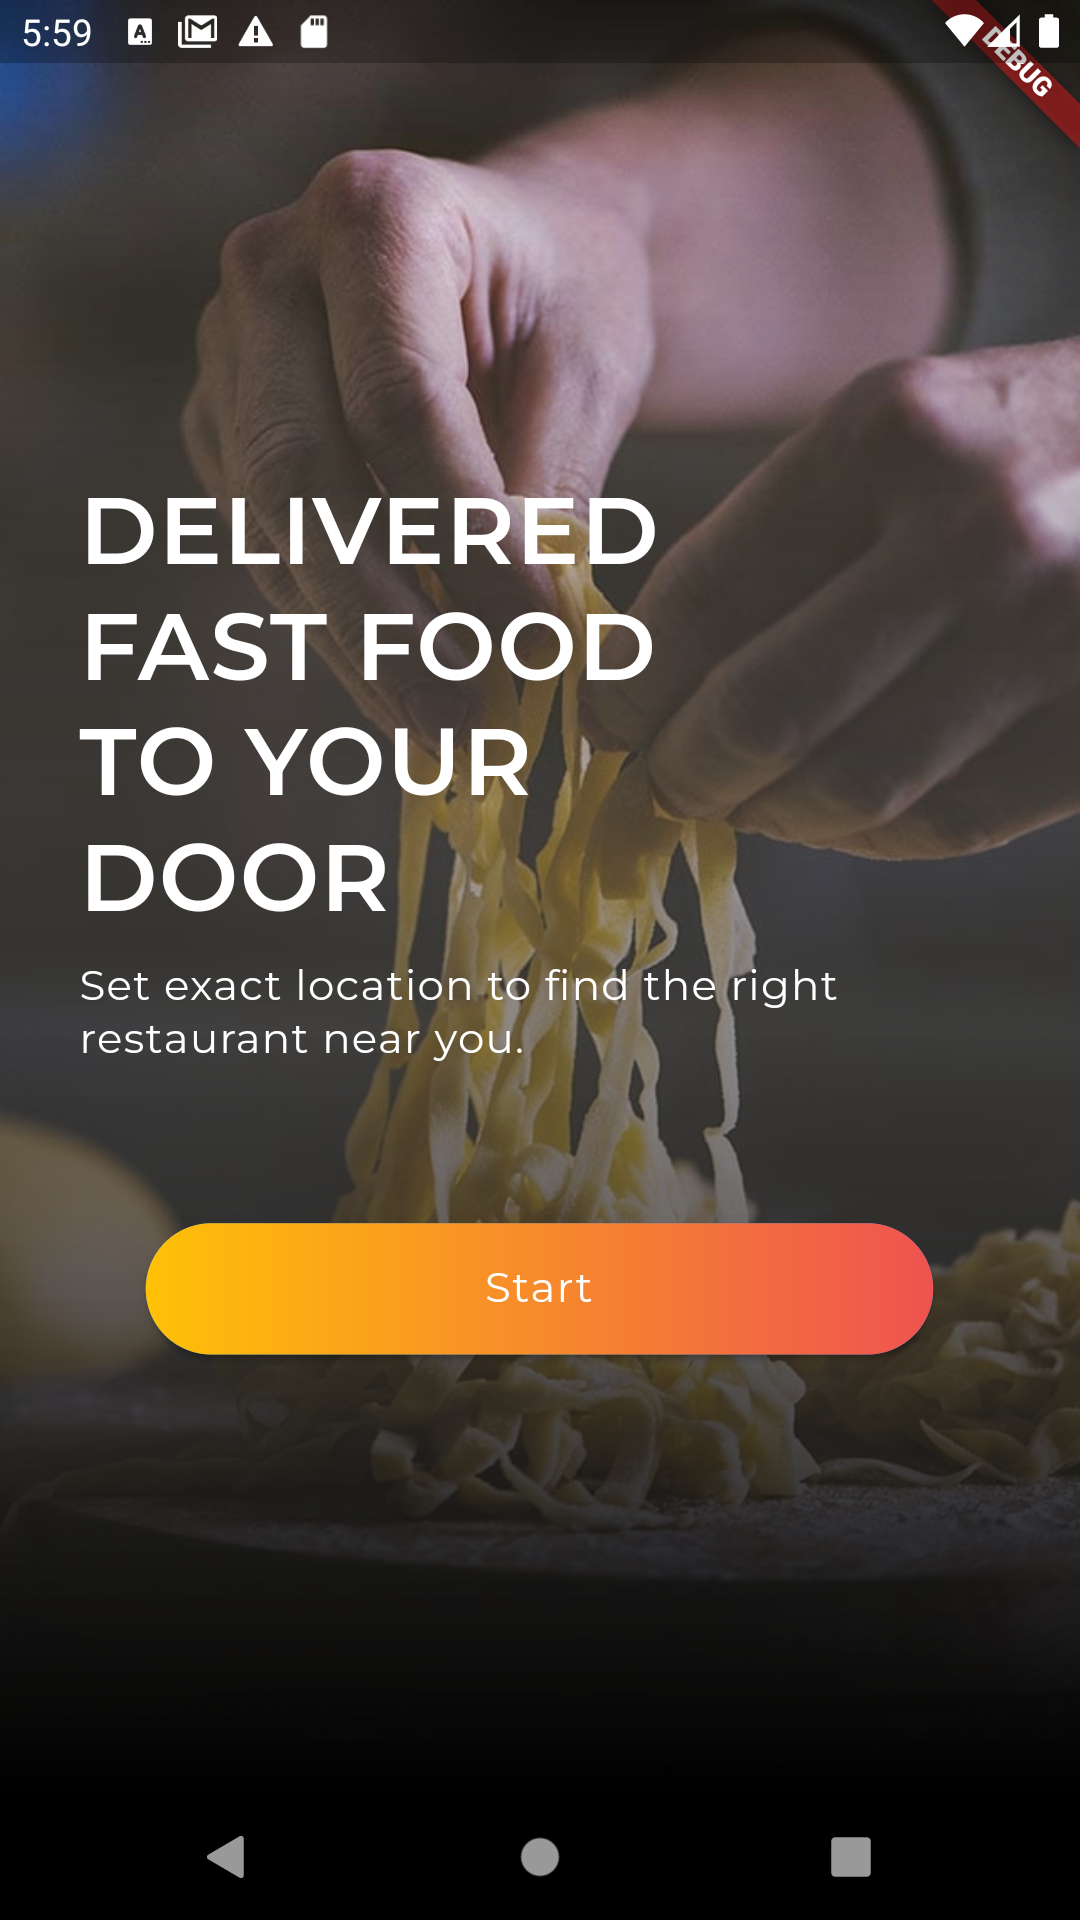 5:59
A
DEBUG
DELIVERED
FAST FOOD
TO YOUR
DOOR
Set exact location to find the right
restaurant near you.
Start